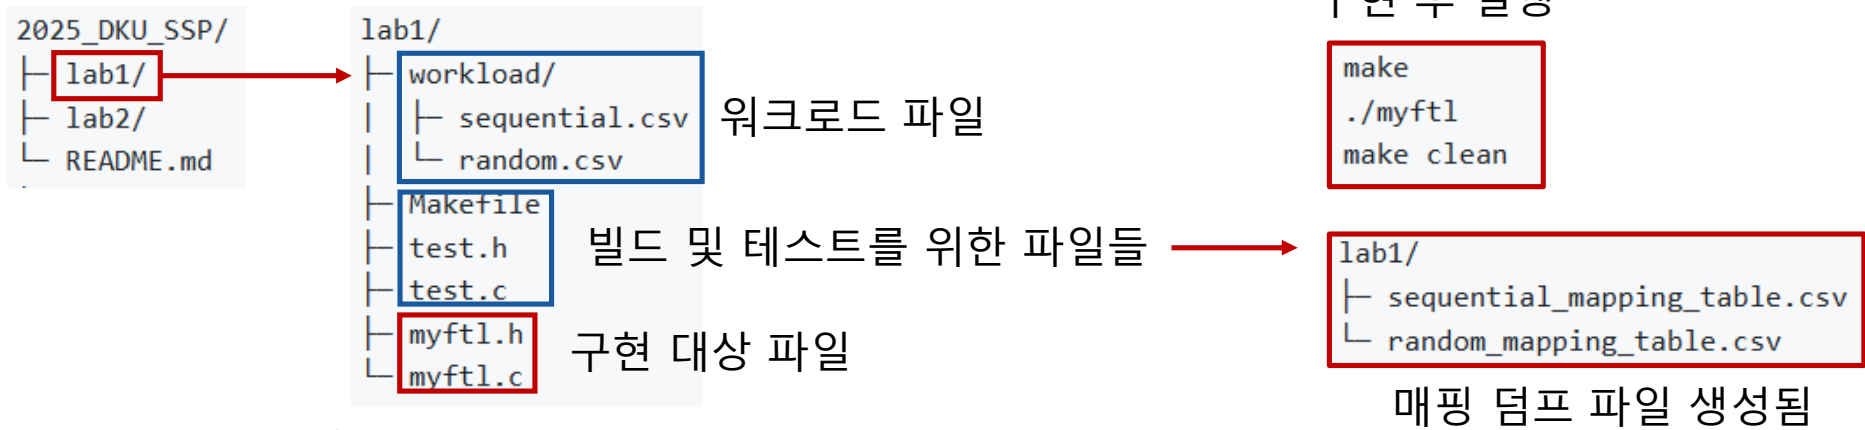 2025_DKU_SSP/
├─ lab1/
├─ lab2/
└─ README.md
lab1/
├─ workload/
│ ├─ sequential.csv
│ └─ random.csv
├─ Makefile
├─ test.h
├─ test.c
├─ myftl.h
└─ myftl.c
워크로드 파일
빌드 및 테스트를 위한 파일들
구현 대상 파일
make
./myftl
make clean
lab1/
├─ sequential_mapping_table.csv
└─ random_mapping_table.csv
매핑 덤프 파일 생성됨